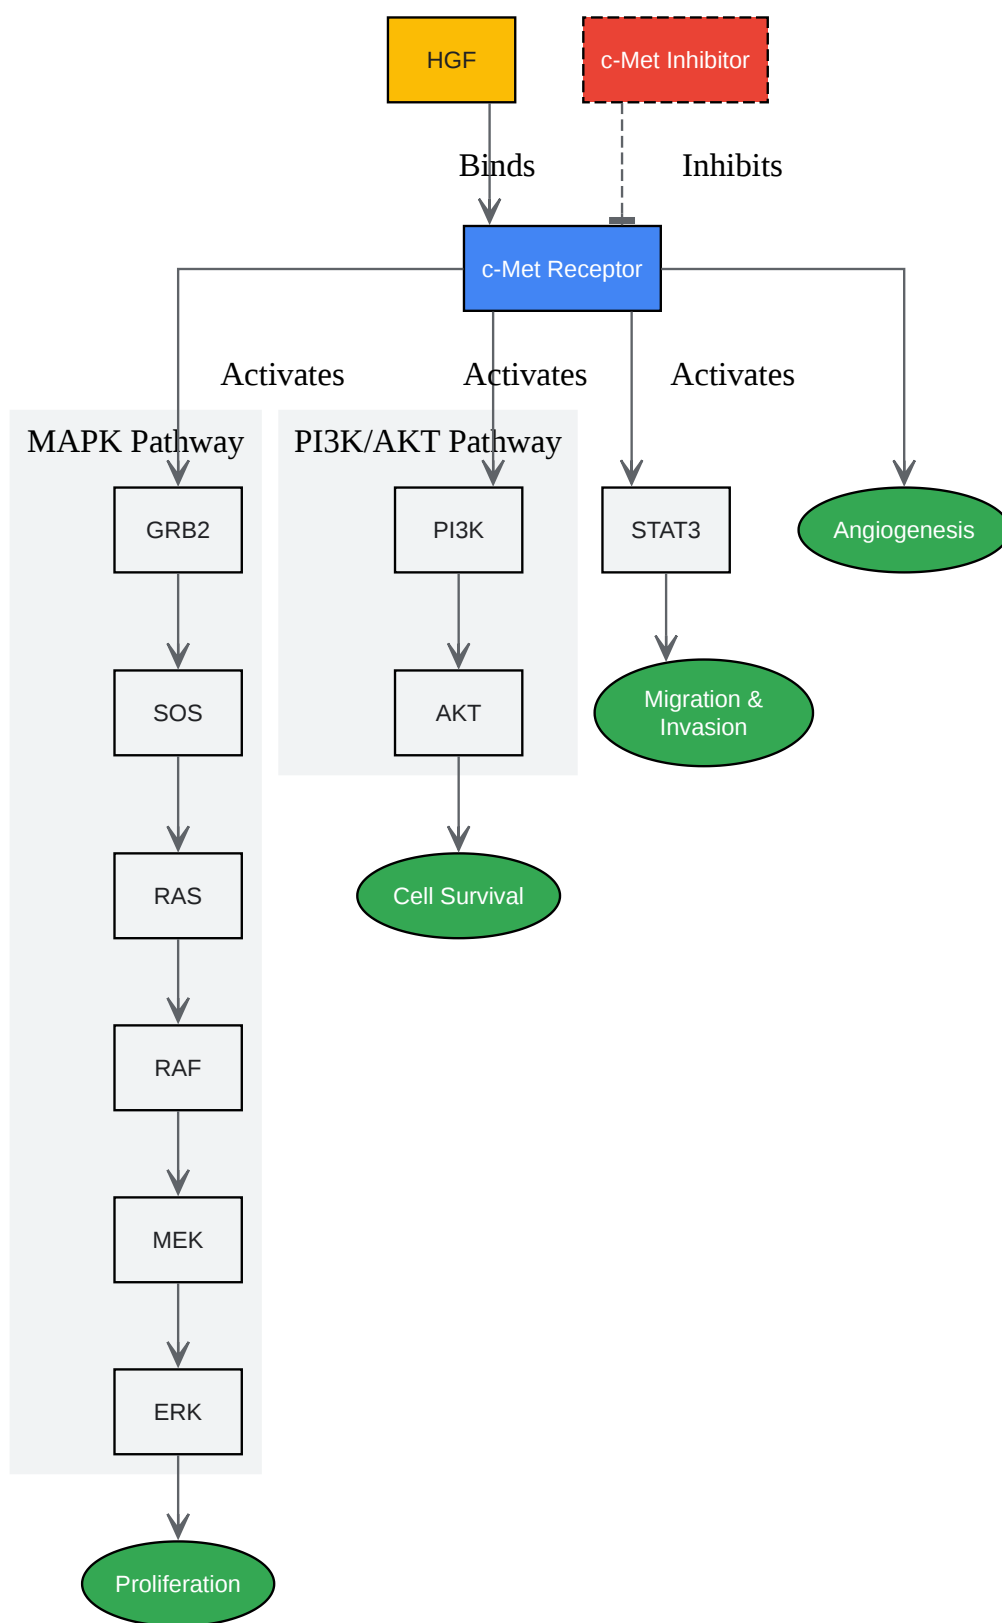 HGF
c-Met Inhibitor
Binds
Inhibits
c-Met Receptor
Activates
Activates
Activates
MAPK Pathway
PI3K/AKT Pathway
GRB2
PI3K
STAT3
Angiogenesis
SOS
AKT
Migration &
Invasion
RAS
Cell Survival
RAF
MEK
ERK
Proliferation